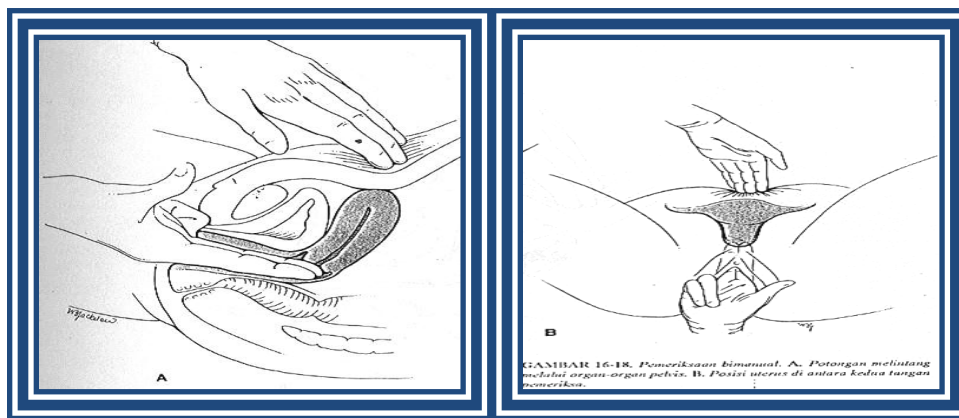 A
B
GAMBAR 16-18. Pemeriksaan bimanual. A. Potongan melintang
melalui organ-organ pelvis. B. Posisi uterus di antara kedua tangan
pemeriksa.